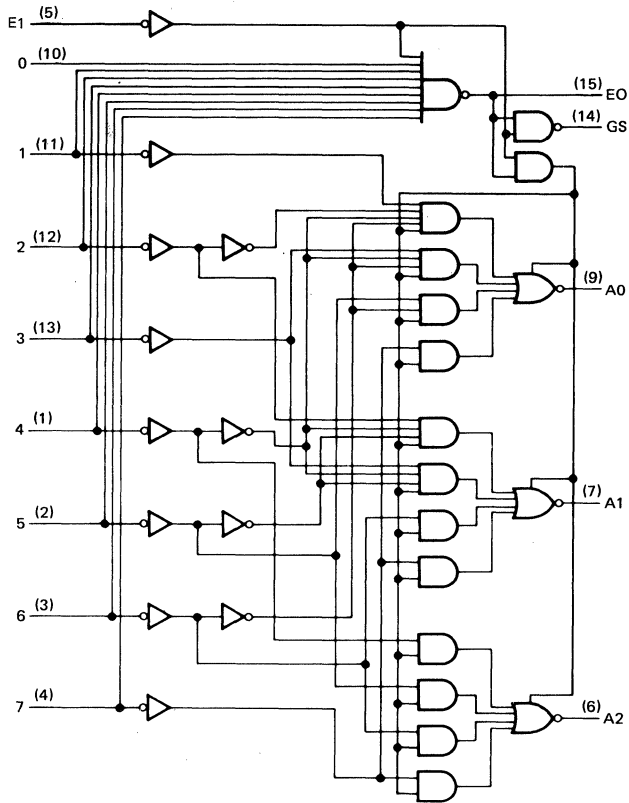 E1 (5)
0 (10)
(15) EO
(14) GS
1 (11)
2 (12)
(9) A0
3 (13)
4 (1)
(7) A1
5 (2)
6 (3)
7 (4)
(6) A2